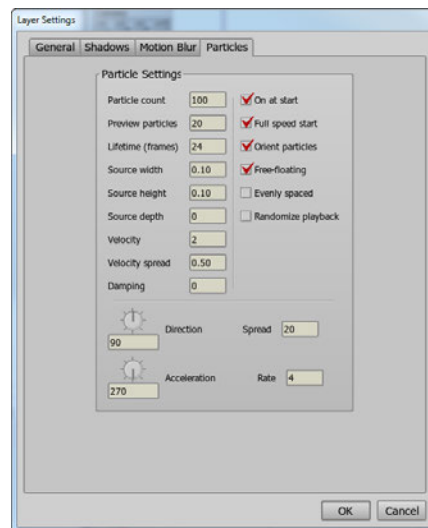 Layer Settings
General Shadows Motion Blur Particles
Particle Settings
Particle count 100 On at start
Preview particles 20 Full speed start
Lifetime (frames) 24 Orient particles
Source width 0.10 Free-floating
Source height 0.10 Evenly spaced
Source depth 0 Randomize playback
Velocity 2
Velocity spread 0.50
Damping 0
Direction Spread 20
90
Acceleration Rate 4
270
OK Cancel